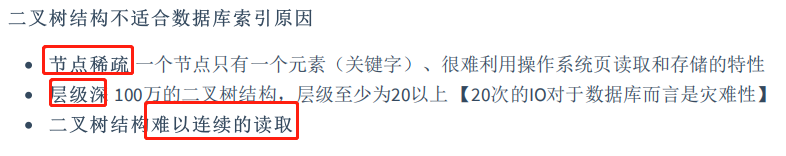 二叉树结构不适合数据库索引原因
• 节点稀疏 一个节点只有一个元素（关键字）、很难利用操作系统页读取和存储的特性
• 层级深 100万的二叉树结构，层级至少为20以上【20次的IO对于数据库而言是灾难性】
• 二叉树结构难以连续的读取